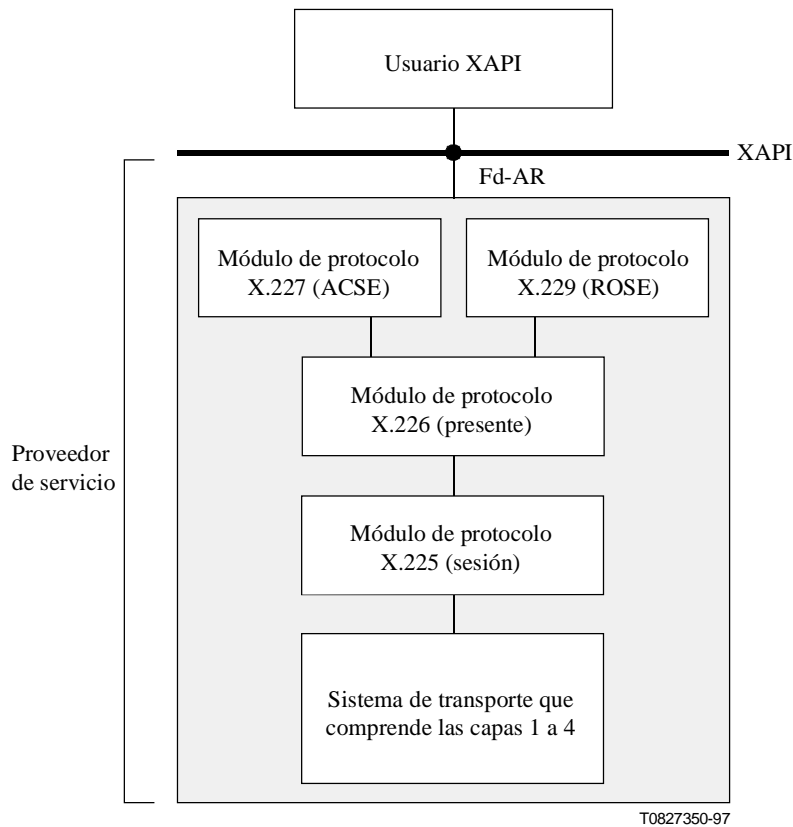 Usuario XAPI
XAPI
Fd-AR
Módulo de protocolo
X.227 (ACSE)
Módulo de protocolo
X.229 (ROSE)
Módulo de protocolo
X.226 (presente)
Proveedor
de servicio
Módulo de protocolo
X.225 (sesión)
Sistema de transporte que
comprende las capas 1 a 4
T0827350-97